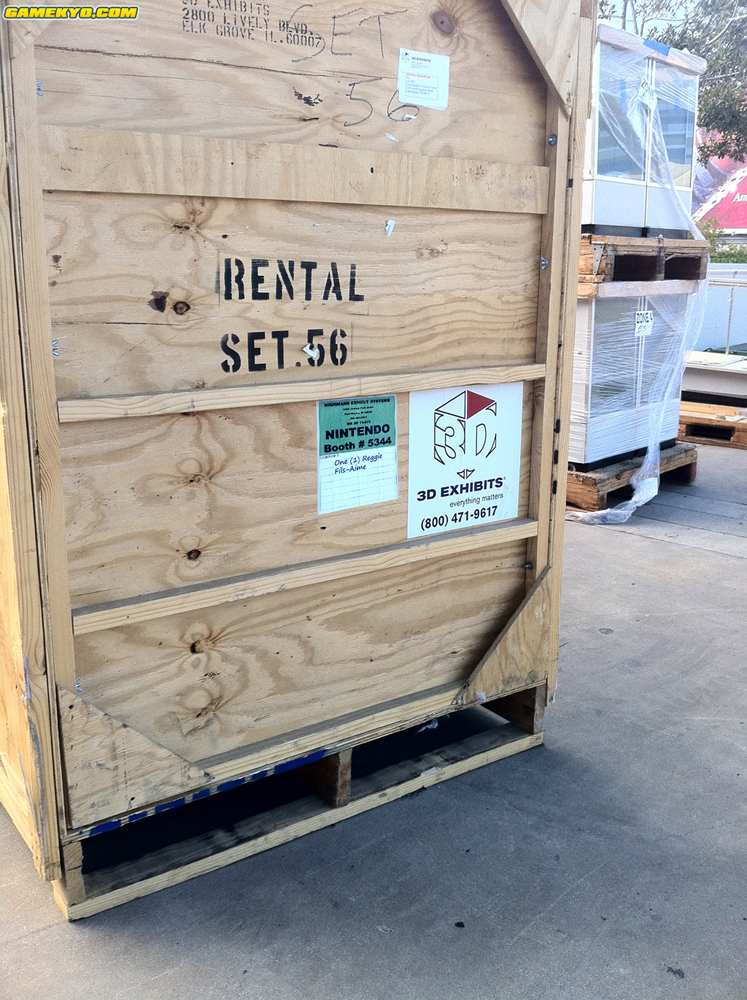 GAMEKYO.COM
3D EXHIBITS
2800 LIVELY BLVD.
ELK GROVE IL.60007
SET
56
RENTAL
SET.56
NINTENDO
Booth # 5344
One (1) Reggie
Fils-Aime
3D
3D EXHIBITS
everything matters
(800) 471-9617
Am